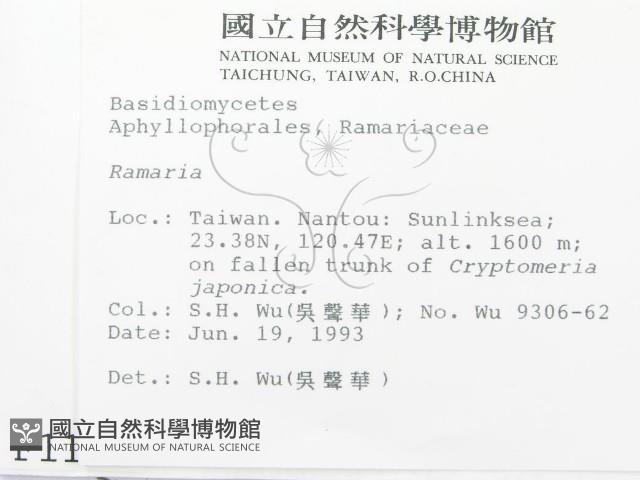 國立自然科學博物館
NATIONAL MUSEUM OF NATURAL SCIENCE
TAICHUNG, TAIWAN, R.O.CHINA
Basidiomycetes
Aphyllophorales, Ramariaceae
Ramaria
Loc.: Taiwan. Nantou: Sunlinksea;
23.38N, 120.47E; alt. 1600 m;
on fallen trunk of Cryptomeria
japonica.
Col.: S.H. Wu(吳聲華); No. Wu 9306-62
Date: Jun. 19, 1993
Det.: S.H. Wu(吳聲華)
國立自然科學博物館
NATIONAL MUSEUM OF NATURAL SCIENCE